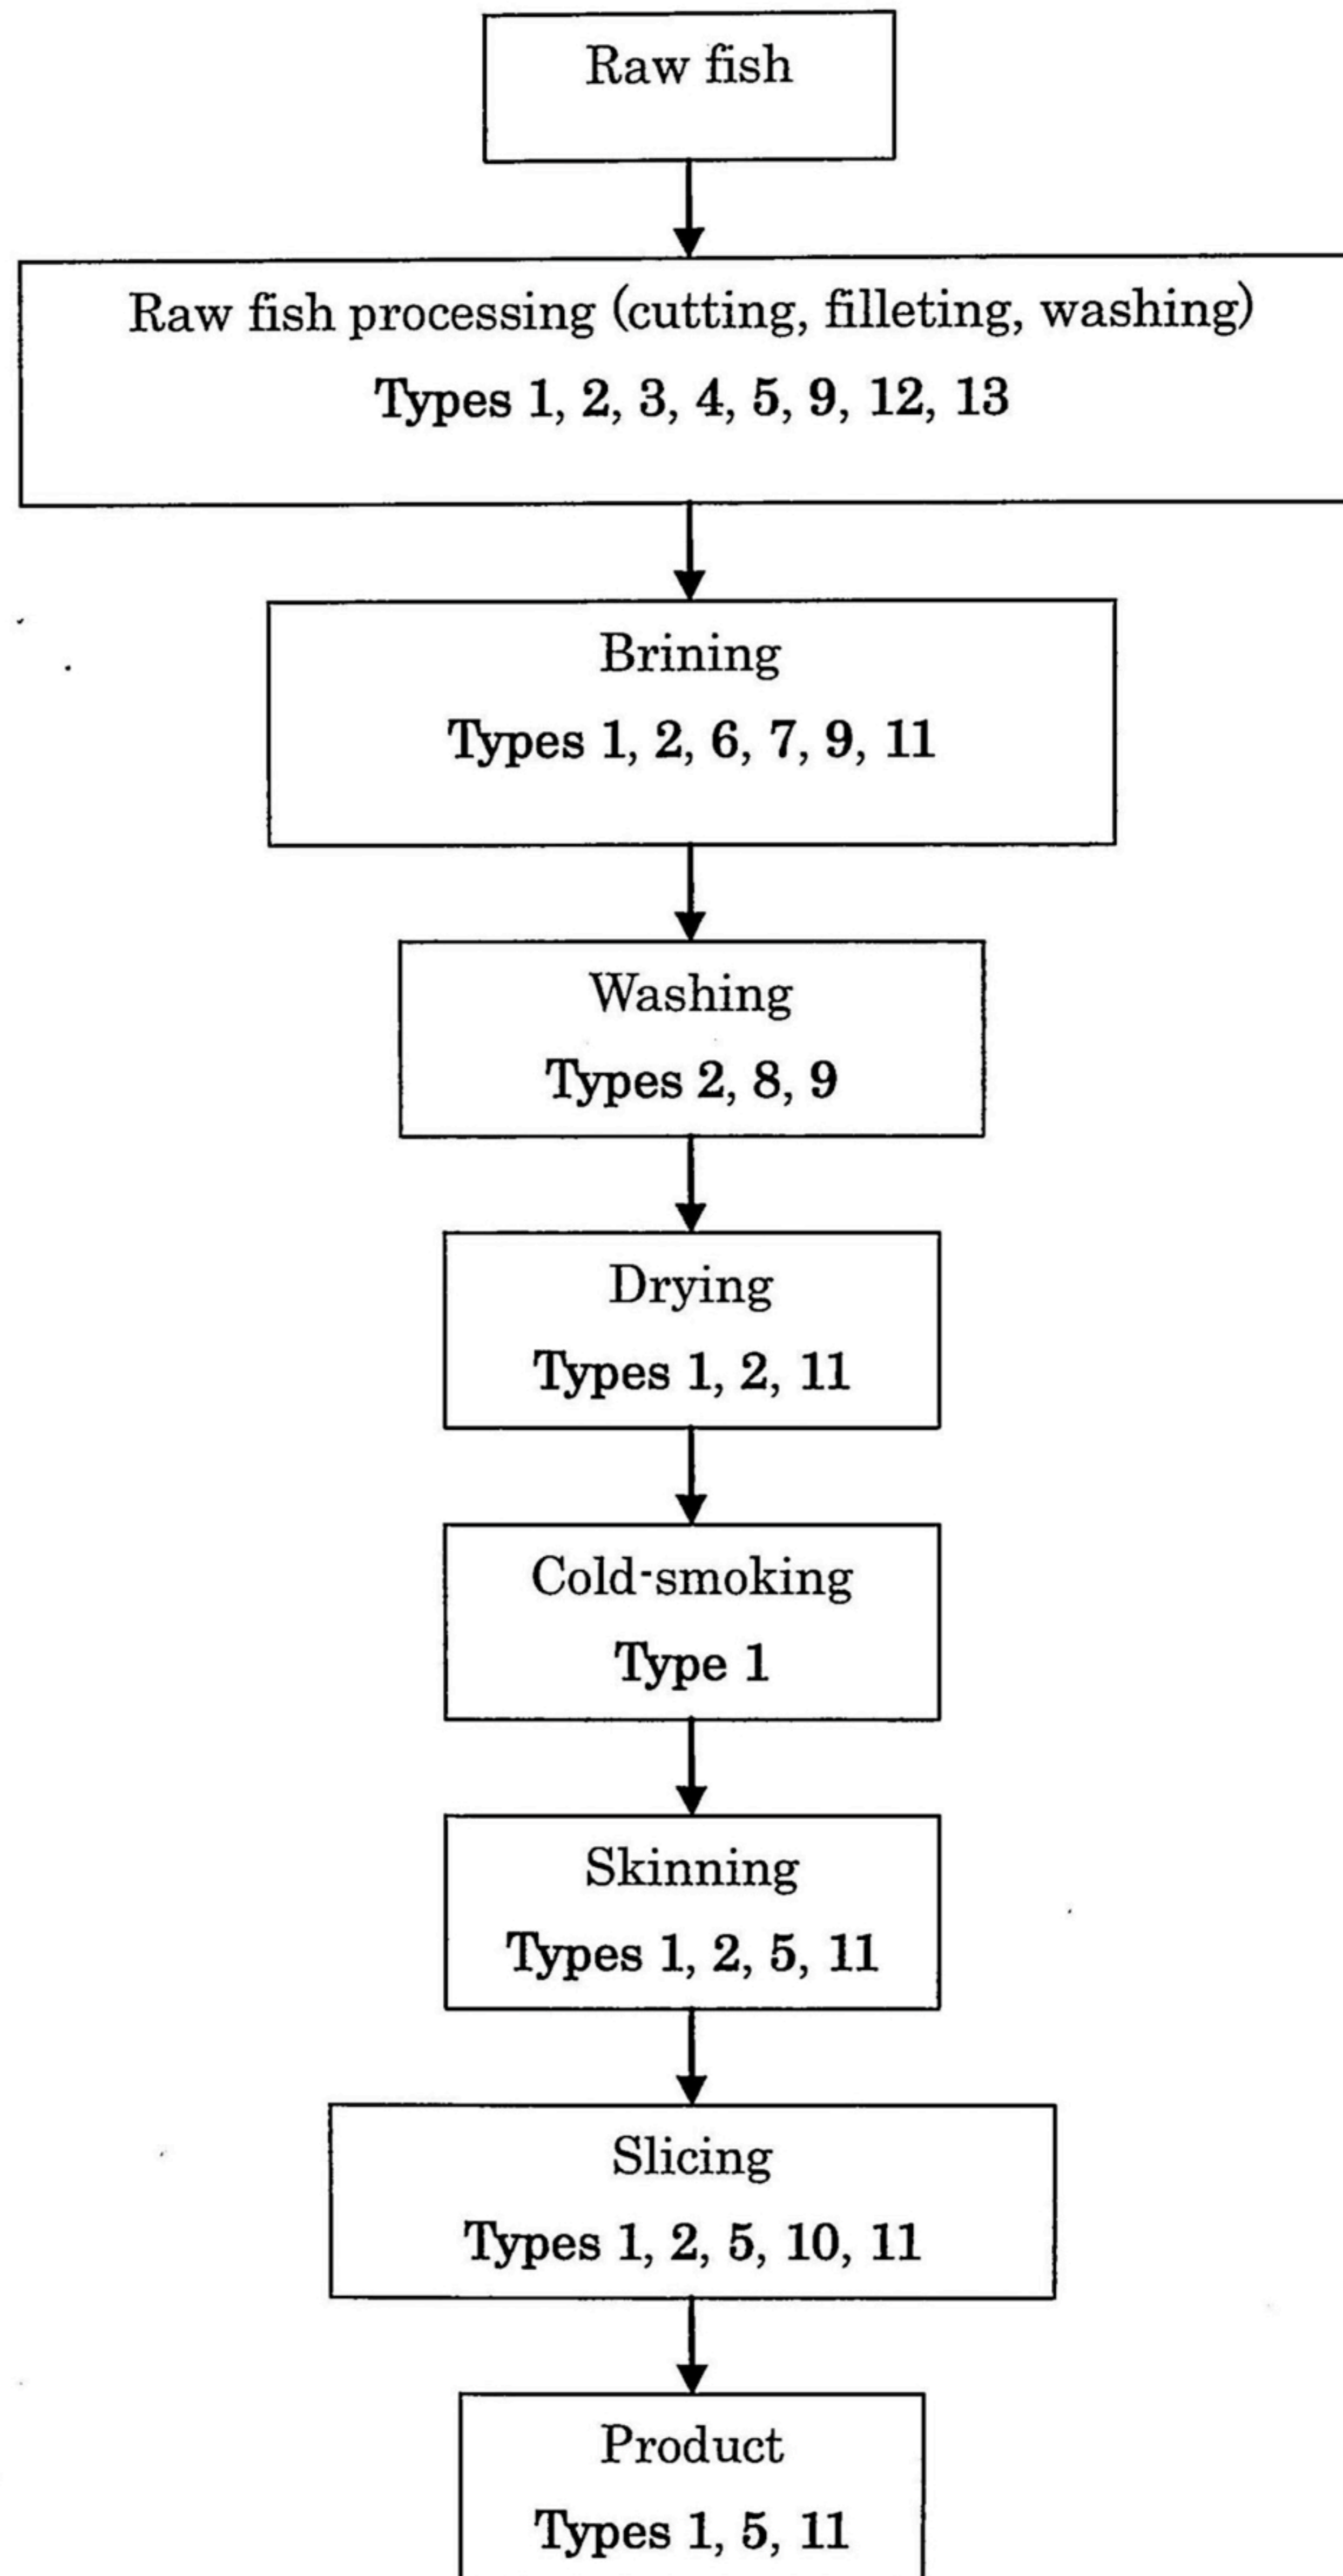 Raw fish
Raw fish processing (cutting, filleting, washing)
Types 1, 2, 3, 4, 5, 9, 12, 13
Brining
Types 1, 2, 6, 7, 9, 11
Washing
Types 2, 8, 9
Drying
Types 1, 2, 11
Cold-smoking
Type 1
Skinning
Types 1, 2, 5, 11
Slicing
Types 1, 2, 5, 10, 11
Product
Types 1, 5, 11